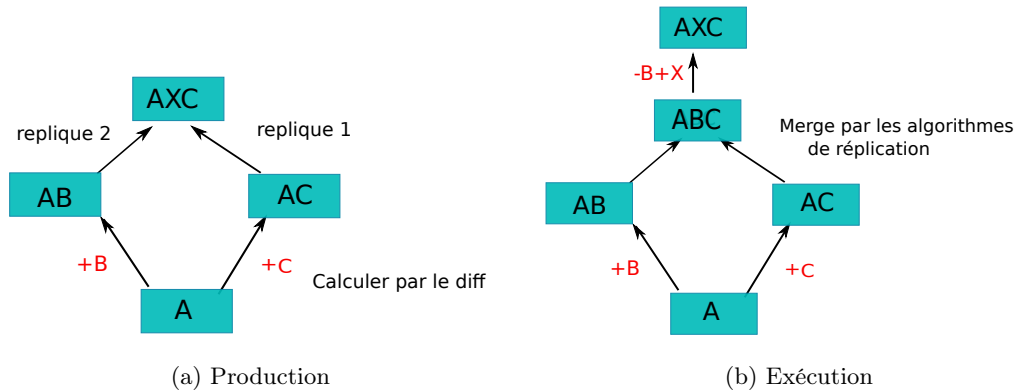 AXC
replique 2
replique 1
AB
AC
+B
+C
Calculer par le diff
A
(a) Production
AXC
-B+X
ABC
Merge par les algorithmes
de réplication
AB
AC
+B
+C
A
(b) Exécution